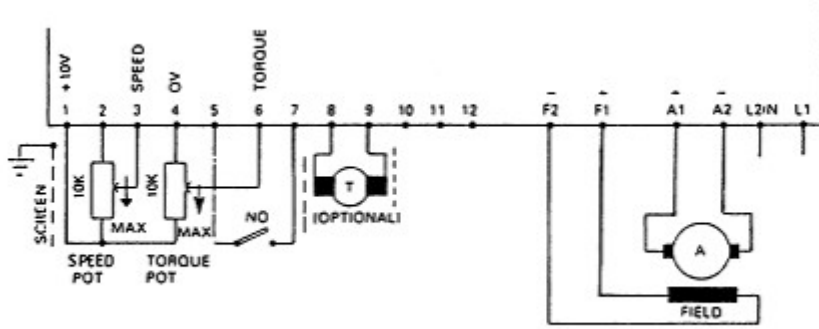 +10V
SPEED
0V
TORQUE
1 2 3 4 5 6 7 8 9 10 11 12 F2 F1 A1 A2 L2/N L1
− + + −
10K
10K
T
SCREEN
MAX
MAX
NO
(OPTIONAL)
A
SPEED
POT
TORQUE
POT
FIELD